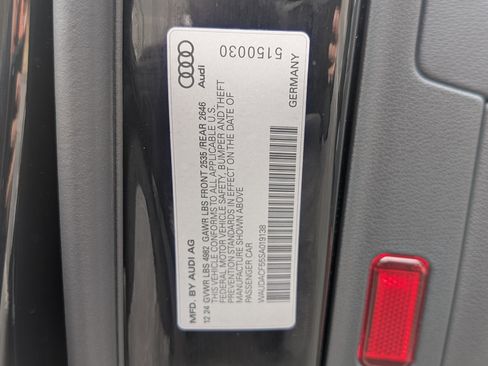 MFD. BY AUDI AG
12.24 GVWR LBS 4982 GAWR LBS FRONT 2535/REAR 2646
THIS VEHICLE CONFORMS TO ALL APPLICABLE U.S.
FEDERAL MOTOR VEHICLE SAFETY, BUMPER AND THEFT
PREVENTION STANDARDS IN EFFECT ON THE DATE OF
MANUFACTURE SHOWN ABOVE
PASSENGER CAR
WAUDACF55SA019138
GERMANY
Audi
5150030